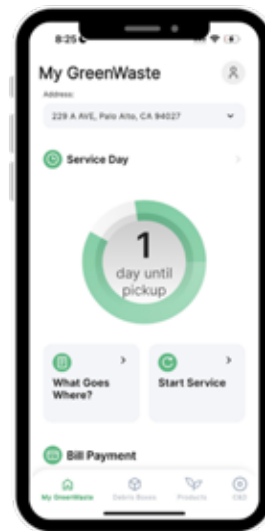 8:25
My GreenWaste
Address:
229 A AVE, Palo Alto, CA 94027
Service Day
1
day until
pickup
What Goes
Where?
Start Service
Bill Payment
My GreenWaste
Debris Boxes
Products